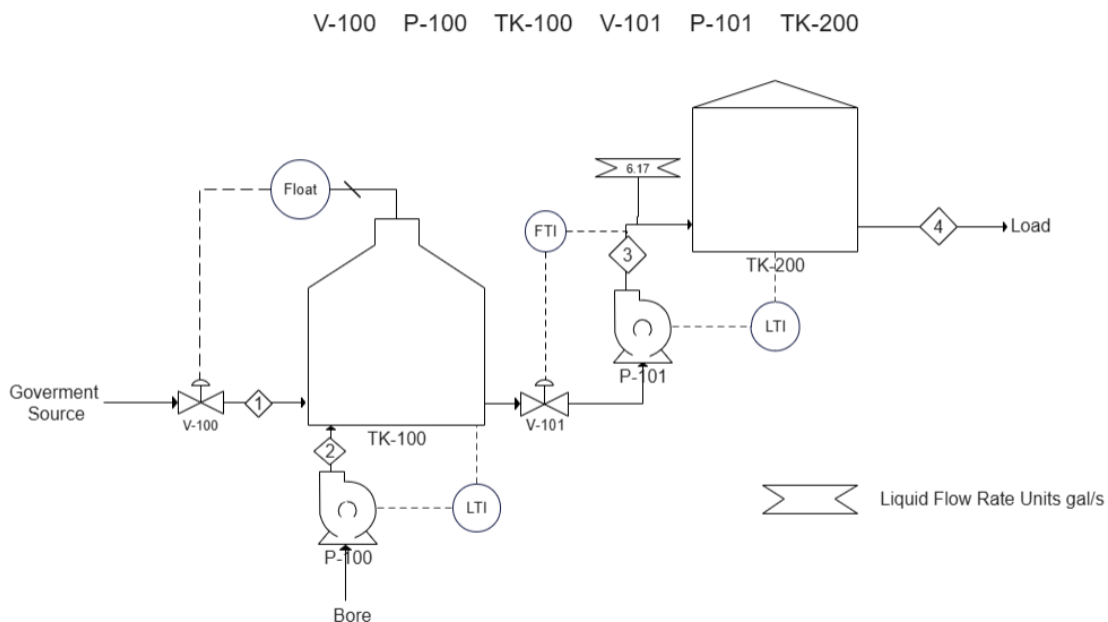 V-100 P-100 TK-100 V-101 P-101 TK-200
6.17
Float
FTI
4
Load
3
TK-200
LTI
P-101
Goverment
Source
1
V-100
V-101
TK-100
2
LTI
Liquid Flow Rate Units gal/s
P-100
Bore